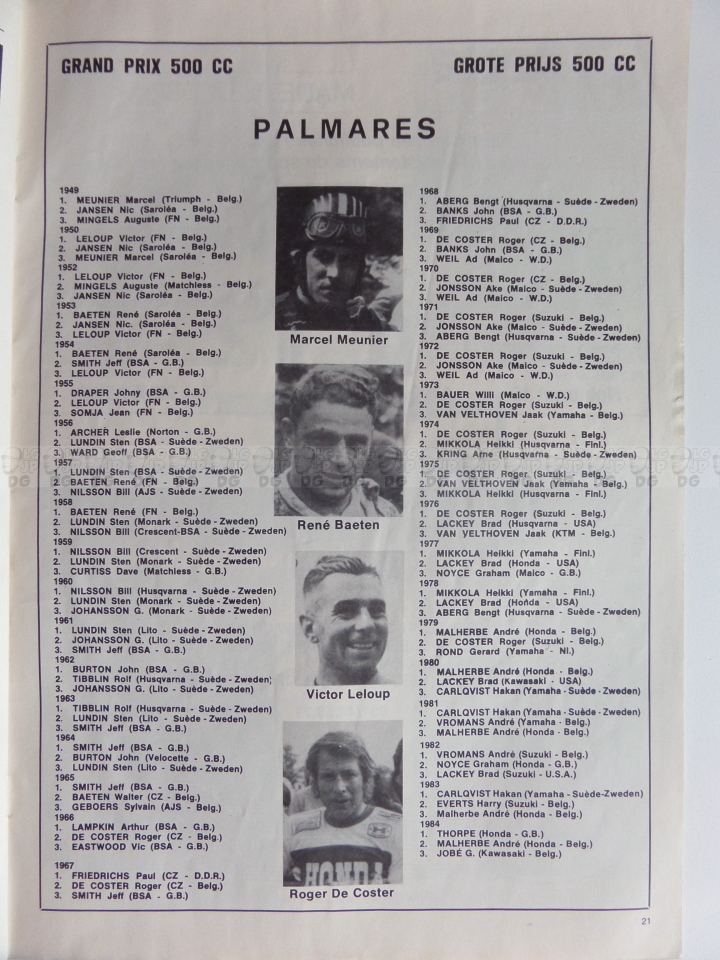 GRAND PRIX 500 CC
GROTE PRIJS 500 CC
PALMARES
1949
1. MEUNIER Marcel (Triumph - Belg.)
2. JANSEN Nic (Saroléa - Belg.)
3. MINGELS Auguste (FN - Belg.)
1950
1. LELOUP Victor (FN - Belg.)
2. JANSEN Nic (Saroléa - Belg.)
3. MEUNIER Marcel (Saroléa - Belg.)
1952
1. LELOUP Victor (FN - Belg.)
2. MINGELS Auguste (Matchless - Belg.)
3. JANSEN Nic (Saroléa - Belg.)
1953
1. BAETEN René (Saroléa - Belg.)
2. JANSEN Nic. (Saroléa - Belg.)
3. LELOUP Victor (FN - Belg.)
1954
1. BAETEN René (Saroléa - Belg.)
2. SMITH Jeff (BSA - G.B.)
3. LELOUP Victor (FN - Belg.)
1955
1. DRAPER Johny (BSA - G.B.)
2. LELOUP Victor (FN - Belg.)
3. SOMJA Jean (FN - Belg.)
1956
1. ARCHER Leslie (Norton - G.B.)
2. LUNDIN Sten (BSA - Suède-Zweden)
3. WARD Geoff (BSA - G.B.)
1957
1. LUNDIN Sten (BSA - Suède-Zweden)
2. BAETEN René (FN - Belg.)
3. NILSSON Bill (AJS - Suède-Zweden)
1958
1. BAETEN René (FN - Belg.)
2. LUNDIN Sten (Monark - Suède-Zweden)
3. NILSSON Bill (Crescent-BSA - Suède-Zweden)
1959
1. NILSSON Bill (Crescent - Suède-Zweden)
2. LUNDIN Sten (Monark - Suède-Zweden)
3. CURTISS Dave (Matchless - G.B.)
1960
1. NILSSON Bill (Husqvarna - Suède-Zweden)
2. LUNDIN Sten (Monark - Suède-Zweden)
3. JOHANSSON G. (Monark - Suède-Zweden)
1961
1. LUNDIN Sten (Lito - Suède-Zweden)
2. JOHANSSON G. (Lito - Suède-Zweden)
3. SMITH Jeff (BSA - G.B.)
1962
1. BURTON John (BSA - G.B.)
2. TIBBLIN Rolf (Husqvarna - Suède-Zweden)
3. JOHANSSON G. (Lito - Suède-Zweden)
1963
1. TIBBLIN Rolf (Husqvarna - Suède-Zweden)
2. LUNDIN Sten (Lito - Suède-Zweden)
3. SMITH Jeff (BSA - G.B.)
1964
1. SMITH Jeff (BSA - G.B.)
2. BURTON John (Velocette - G.B.)
3. LUNDIN Sten (Lito - Suède-Zweden)
1965
1. SMITH Jeff (BSA - G.B.)
2. BAETEN Walter (CZ - Belg.)
3. GEBOERS Sylvain (AJS - Belg.)
1966
1. LAMPKIN Arthur (BSA - G.B.)
2. DE COSTER Roger (CZ - Belg.)
3. EASTWOOD Vic (BSA - G.B.)
1967
1. FRIEDRICHS Paul (CZ - D.D.R.)
2. DE COSTER Roger (CZ - Belg.)
3. SMITH Jeff (BSA - G.B.)
Marcel Meunier
René Baeten
Victor Leloup
HONDA
Roger De Coster
1968
1. ABERG Bengt (Husqvarna - Suède-Zweden)
2. BANKS John (BSA - G.B.)
3. FRIEDRICHS Paul (CZ - D.D.R.)
1969
1. DE COSTER Roger (CZ - Belg.)
2. BANKS John (BSA - G.B.)
3. WEIL Ad (Maico - W.D.)
1970
1. DE COSTER Roger (CZ - Belg.)
2. JONSSON Ake (Maico - Suède-Zweden)
3. WEIL Ad (Maico - W.D.)
1971
1. DE COSTER Roger (Suzuki - Belg.)
2. JONSSON Ake (Maico - Suède-Zweden)
3. ABERG Bengt (Husqvarna - Suède-Zweden)
1972
1. DE COSTER Roger (Suzuki - Belg.)
2. JONSSON Ake (Maico - Suède-Zweden)
3. WEIL Ad (Maico - W.D.)
1973
1. BAUER Willi (Maico - W.D.)
2. DE COSTER Roger (Suzuki - Belg.)
3. VAN VELTHOVEN Jaak (Yamaha - Belg.)
1974
1. DE COSTER Roger (Suzuki - Belg.)
2. MIKKOLA Heikki (Husqvarna - Finl.)
3. KRING Arne (Husqvarna - Suède-Zweden)
1975
1. DE COSTER Roger (Suzuki - Belg.)
2. VAN VELTHOVEN Jaak (Yamaha - Belg.)
3. MIKKOLA Heikki (Husqvarna - Finl.)
1976
1. DE COSTER Roger (Suzuki - Belg.)
2. LACKEY Brad (Husqvarna - USA)
3. VAN VELTHOVEN Jaak (KTM - Belg.)
1977
1. MIKKOLA Heikki (Yamaha - Finl.)
2. LACKEY Brad (Honda - USA)
3. NOYCE Graham (Maico - G.B.)
1978
1. MIKKOLA Heikki (Yamaha - Finl.)
2. LACKEY Brad (Honda - USA)
3. ABERG Bengt (Husqvarna - Suède-Zweden)
1979
1. MALHERBE André (Honda - Belg.)
2. DE COSTER Roger (Suzuki - Belg.)
3. ROND Gerard (Yamaha - Nl.)
1980
1. MALHERBE André (Honda - Belg.)
2. LACKEY Brad (Kawasaki - USA)
3. CARLQVIST Hakan (Yamaha-Suède-Zweden)
1981
1. CARLQVIST Hakan (Yamaha-Suède-Zweden)
2. VROMANS André (Yamaha - Belg.)
3. MALHERBE André (Honda - Belg.)
1982
1. VROMANS André (Suzuki - Belg.)
2. NOYCE Graham (Honda - G.B.)
3. LACKEY Brad (Suzuki - U.S.A.)
1983
1. CARLQVIST Hakan (Yamaha-Suède-Zweden)
2. EVERTS Harry (Suzuki - Belg.)
3. Malherbe André (Honda - Belg.)
1984
1. THORPE (Honda - G.B.)
2. MALHERBE André (Honda - Belg.)
3. JOBÉ G. (Kawasaki - Belg.)
21